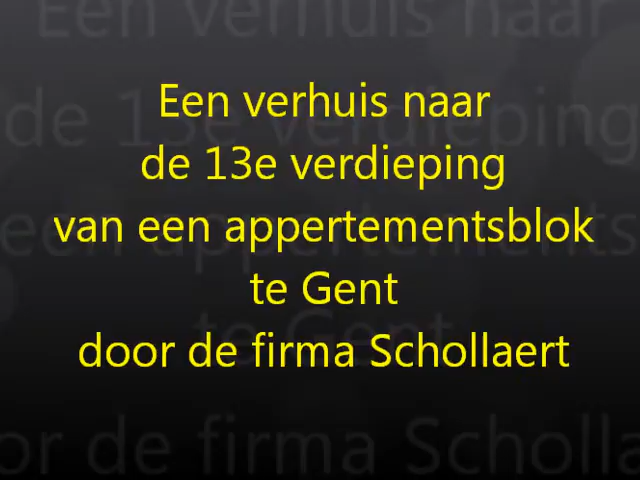 Een verhuis naar
de 13e verdieping
van een appertementsblok
te Gent
door de firma Schollaert